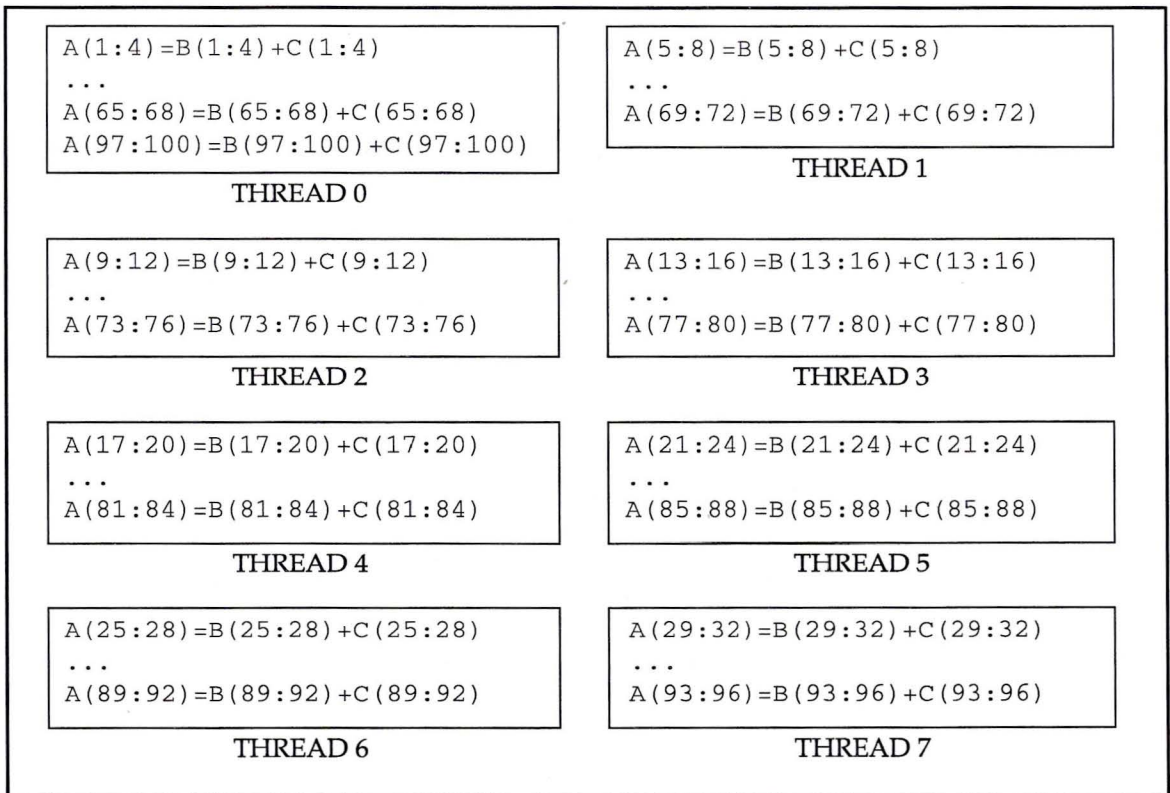 A(1:4)=B(1:4)+C(1:4)
...
A(65:68)=B(65:68)+C(65:68)
A(97:100)=B(97:100)+C(97:100)
THREAD 0
A(5:8)=B(5:8)+C(5:8)
...
A(69:72)=B(69:72)+C(69:72)
THREAD 1
A(9:12)=B(9:12)+C(9:12)
...
A(73:76)=B(73:76)+C(73:76)
THREAD 2
A(13:16)=B(13:16)+C(13:16)
...
A(77:80)=B(77:80)+C(77:80)
THREAD 3
A(17:20)=B(17:20)+C(17:20)
...
A(81:84)=B(81:84)+C(81:84)
THREAD 4
A(21:24)=B(21:24)+C(21:24)
...
A(85:88)=B(85:88)+C(85:88)
THREAD 5
A(25:28)=B(25:28)+C(25:28)
...
A(89:92)=B(89:92)+C(89:92)
THREAD 6
A(29:32)=B(29:32)+C(29:32)
...
A(93:96)=B(93:96)+C(93:96)
THREAD 7